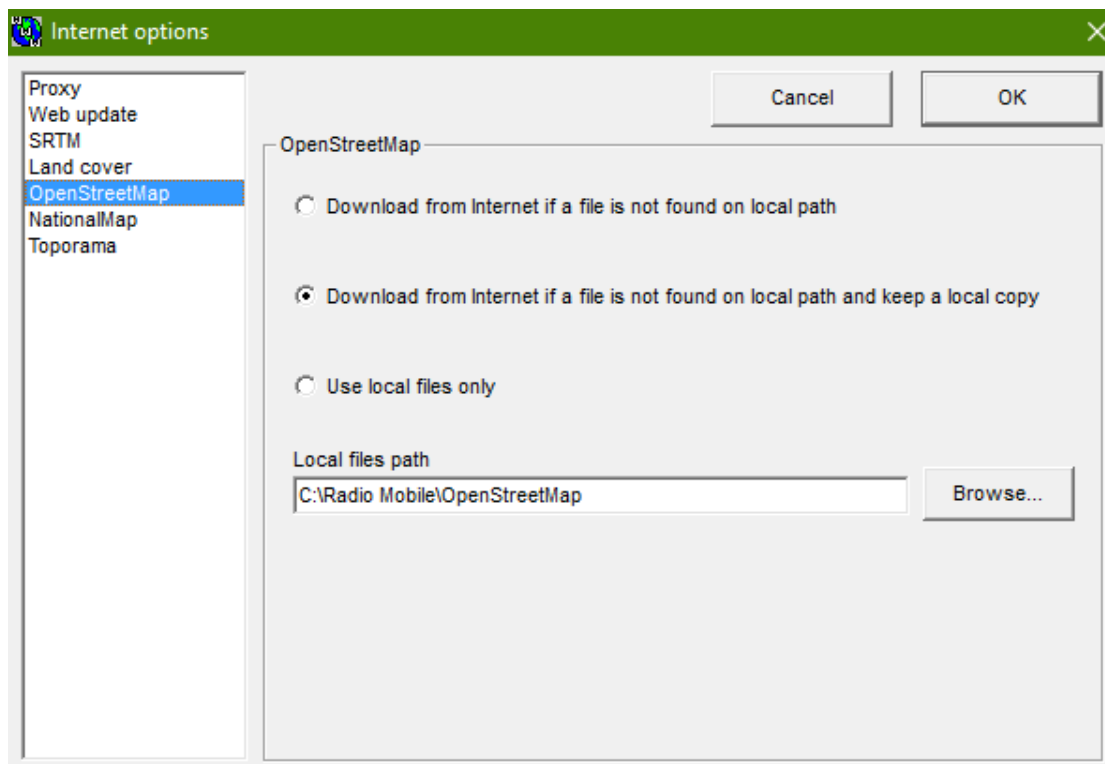 Internet options
Proxy
Web update
SRTM
Land cover
OpenStreetMap
NationalMap
Toporama
Cancel
OK
OpenStreetMap
Download from Internet if a file is not found on local path
Download from Internet if a file is not found on local path and keep a local copy
Use local files only
Local files path
C:\Radio Mobile\OpenStreetMap
Browse...